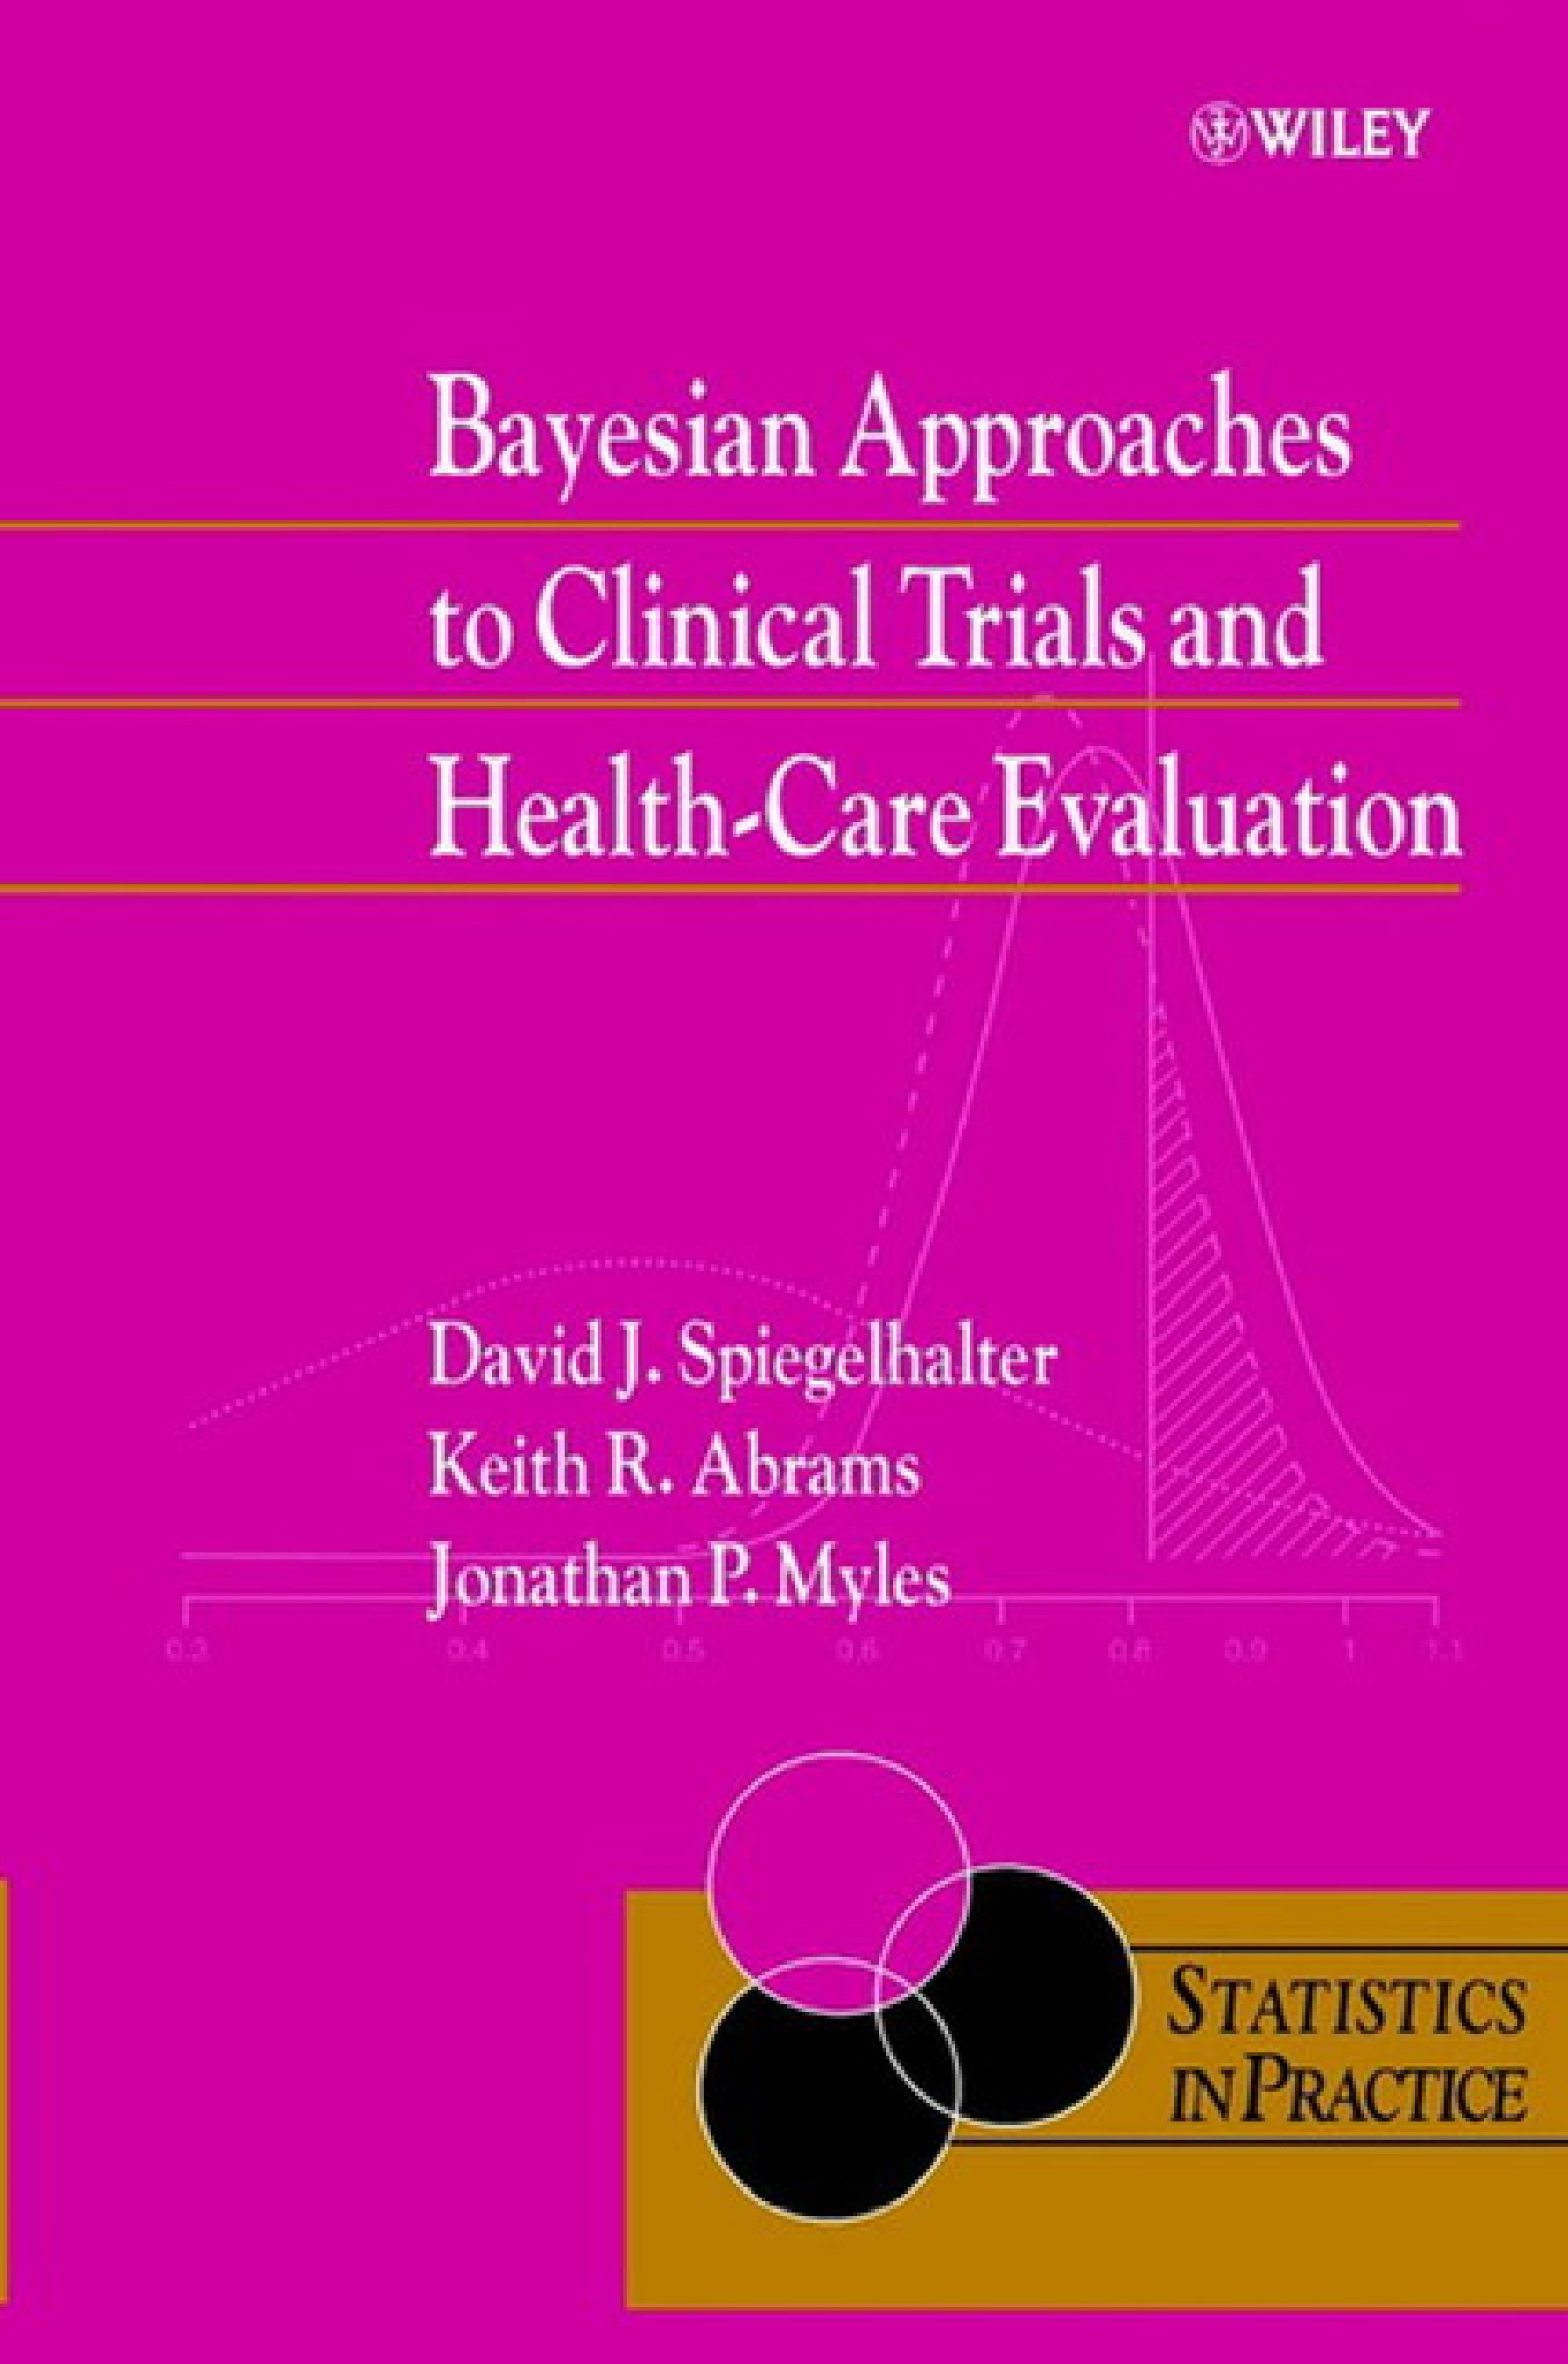 WILEY
Bayesian Approaches
to Clinical Trials and
Health-Care Evaluation
David J. Spiegelhalter
Keith R. Abrams
Jonathan P. Myles
0.3 0.4 0.5 0.6 0.7 0.8 0.9 1 1.1
STATISTICS
IN PRACTICE